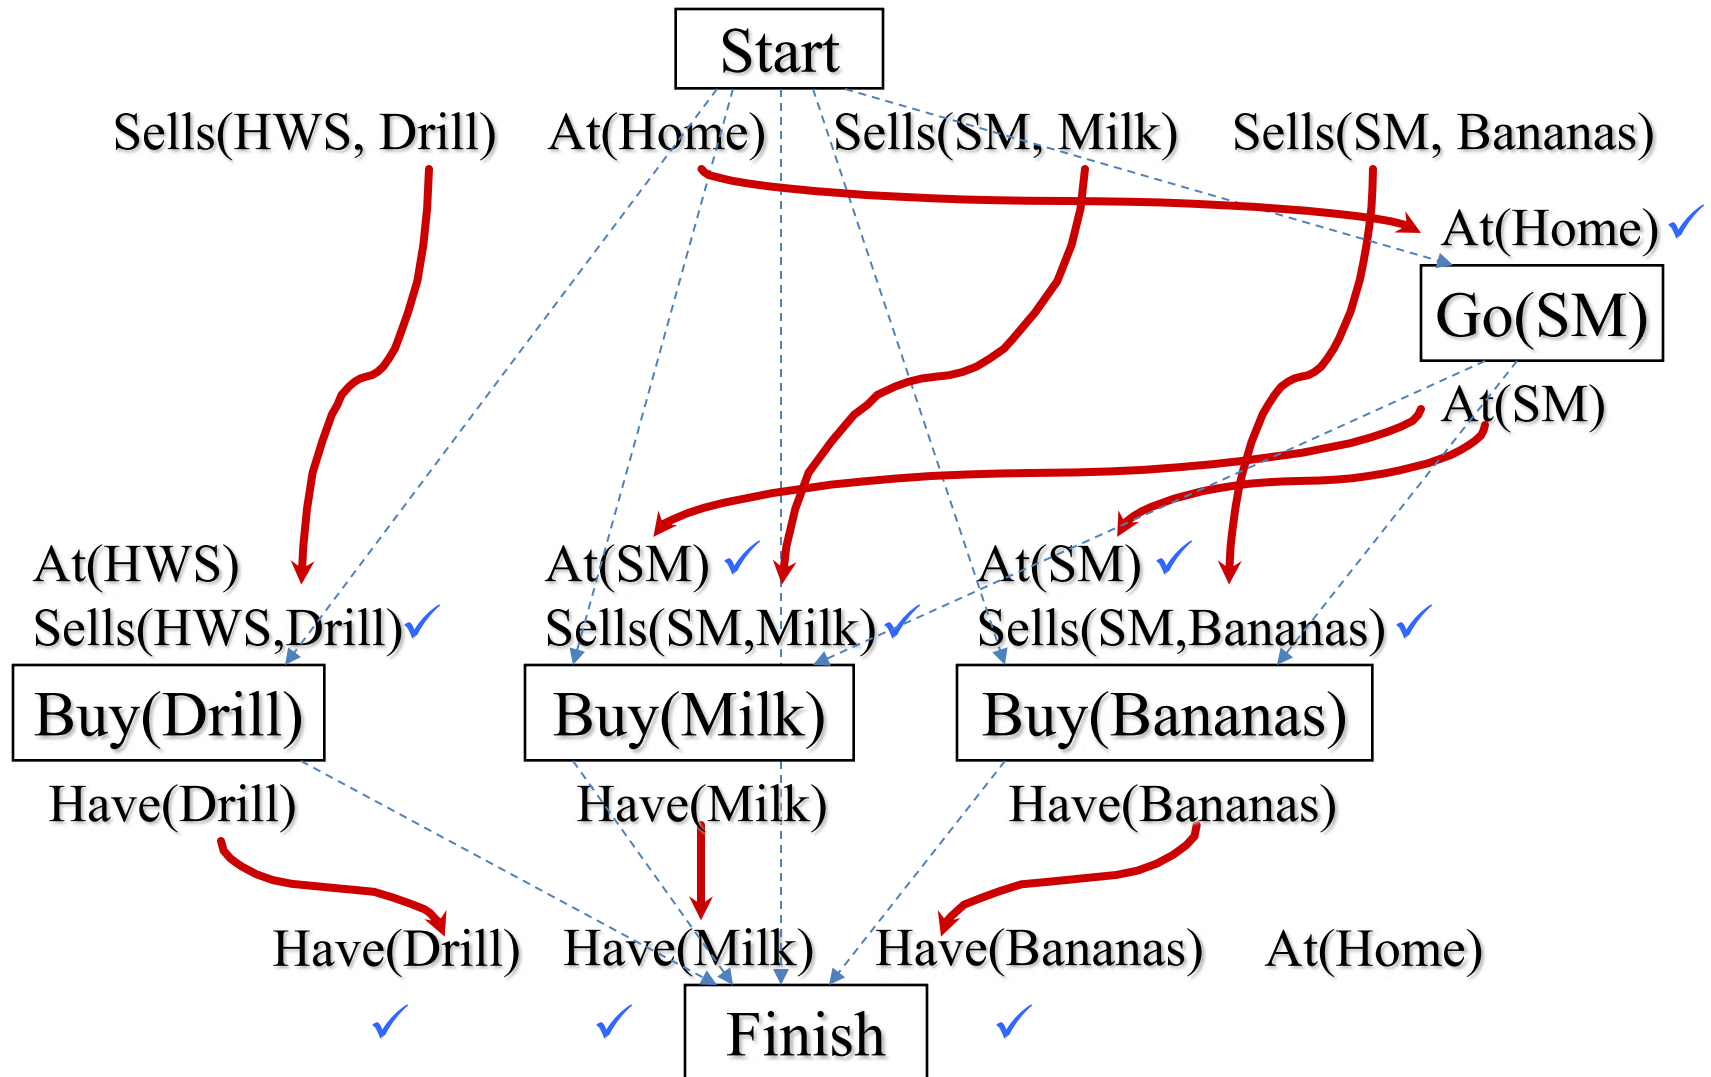 Start
Sells(HWS, Drill) At(Home) Sells(SM, Milk) Sells(SM, Bananas)
At(Home)
Go(SM)
At(SM)
At(HWS) At(SM) At(SM)
Sells(HWS,Drill) Sells(SM,Milk) Sells(SM,Bananas)
Buy(Drill) Buy(Milk) Buy(Bananas)
Have(Drill) Have(Milk) Have(Bananas)
Have(Drill) Have(Milk) Have(Bananas) At(Home)
Finish